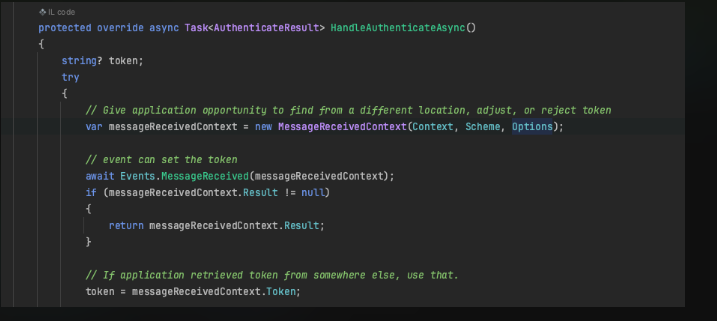 IL code
protected override async Task<AuthenticateResult> HandleAuthenticateAsync()
{
string? token;
try
{
// Give application opportunity to find from a different location, adjust, or reject token
var messageReceivedContext = new MessageReceivedContext(Context, Scheme, Options);
// event can set the token
await Events.MessageReceived(messageReceivedContext);
if (messageReceivedContext.Result != null)
{
return messageReceivedContext.Result;
}
// If application retrieved token from somewhere else, use that.
token = messageReceivedContext.Token;